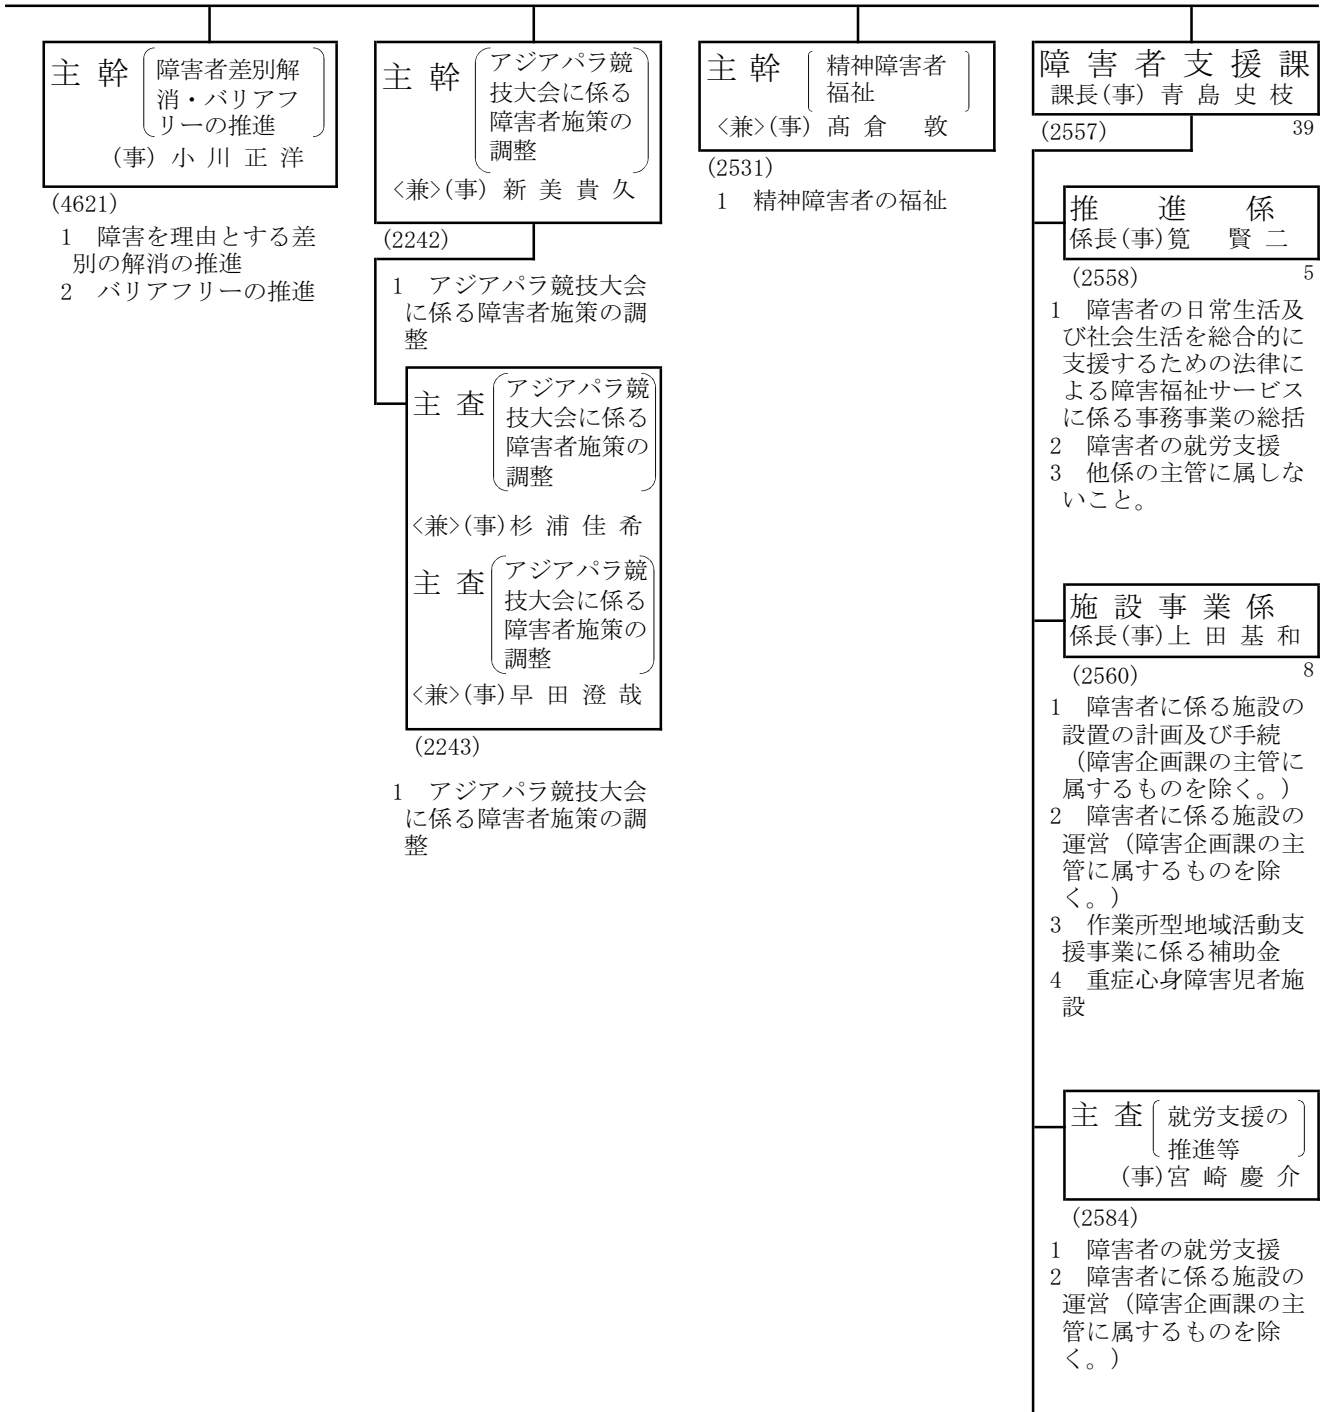 主 幹
障害者差別解
消・バリアフ
リーの推進
(事) 小 川 正 洋
(4621)
1　障害を理由とする差
別の解消の推進
2　バリアフリーの推進
主 幹
アジアパラ競
技大会に係る
障害者施策の
調整
<兼>(事) 新 美 貴 久
(2242)
1　アジアパラ競技大会
に係る障害者施策の調
整
主 査
アジアパラ競
技大会に係る
障害者施策の
調整
<兼>(事)杉 浦 佳 希
主 査
アジアパラ競
技大会に係る
障害者施策の
調整
<兼>(事)早 田 澄 哉
(2243)
1　アジアパラ競技大会
に係る障害者施策の調
整
主 幹
精神障害者
福祉
<兼>(事) 髙 倉　敦
(2531)
1　精神障害者の福祉
障 害 者 支 援 課
課長(事) 青 島 史 枝
(2557) 39
推　進　係
係長(事)筧　賢 二
(2558) 5
1　障害者の日常生活及
び社会生活を総合的に
支援するための法律に
よる障害福祉サービス
に係る事務事業の総括
2　障害者の就労支援
3　他係の主管に属しな
いこと。
施 設 事 業 係
係長(事)上 田 基 和
(2560) 8
1　障害者に係る施設の
設置の計画及び手続
（障害企画課の主管に
属するものを除く。）
2　障害者に係る施設の
運営（障害企画課の主
管に属するものを除
く。）
3　作業所型地域活動支
援事業に係る補助金
4　重症心身障害児者施
設
主 査
就労支援の
推進等
(事)宮 崎 慶 介
(2584)
1　障害者の就労支援
2　障害者に係る施設の
運営（障害企画課の主
管に属するものを除
く。）